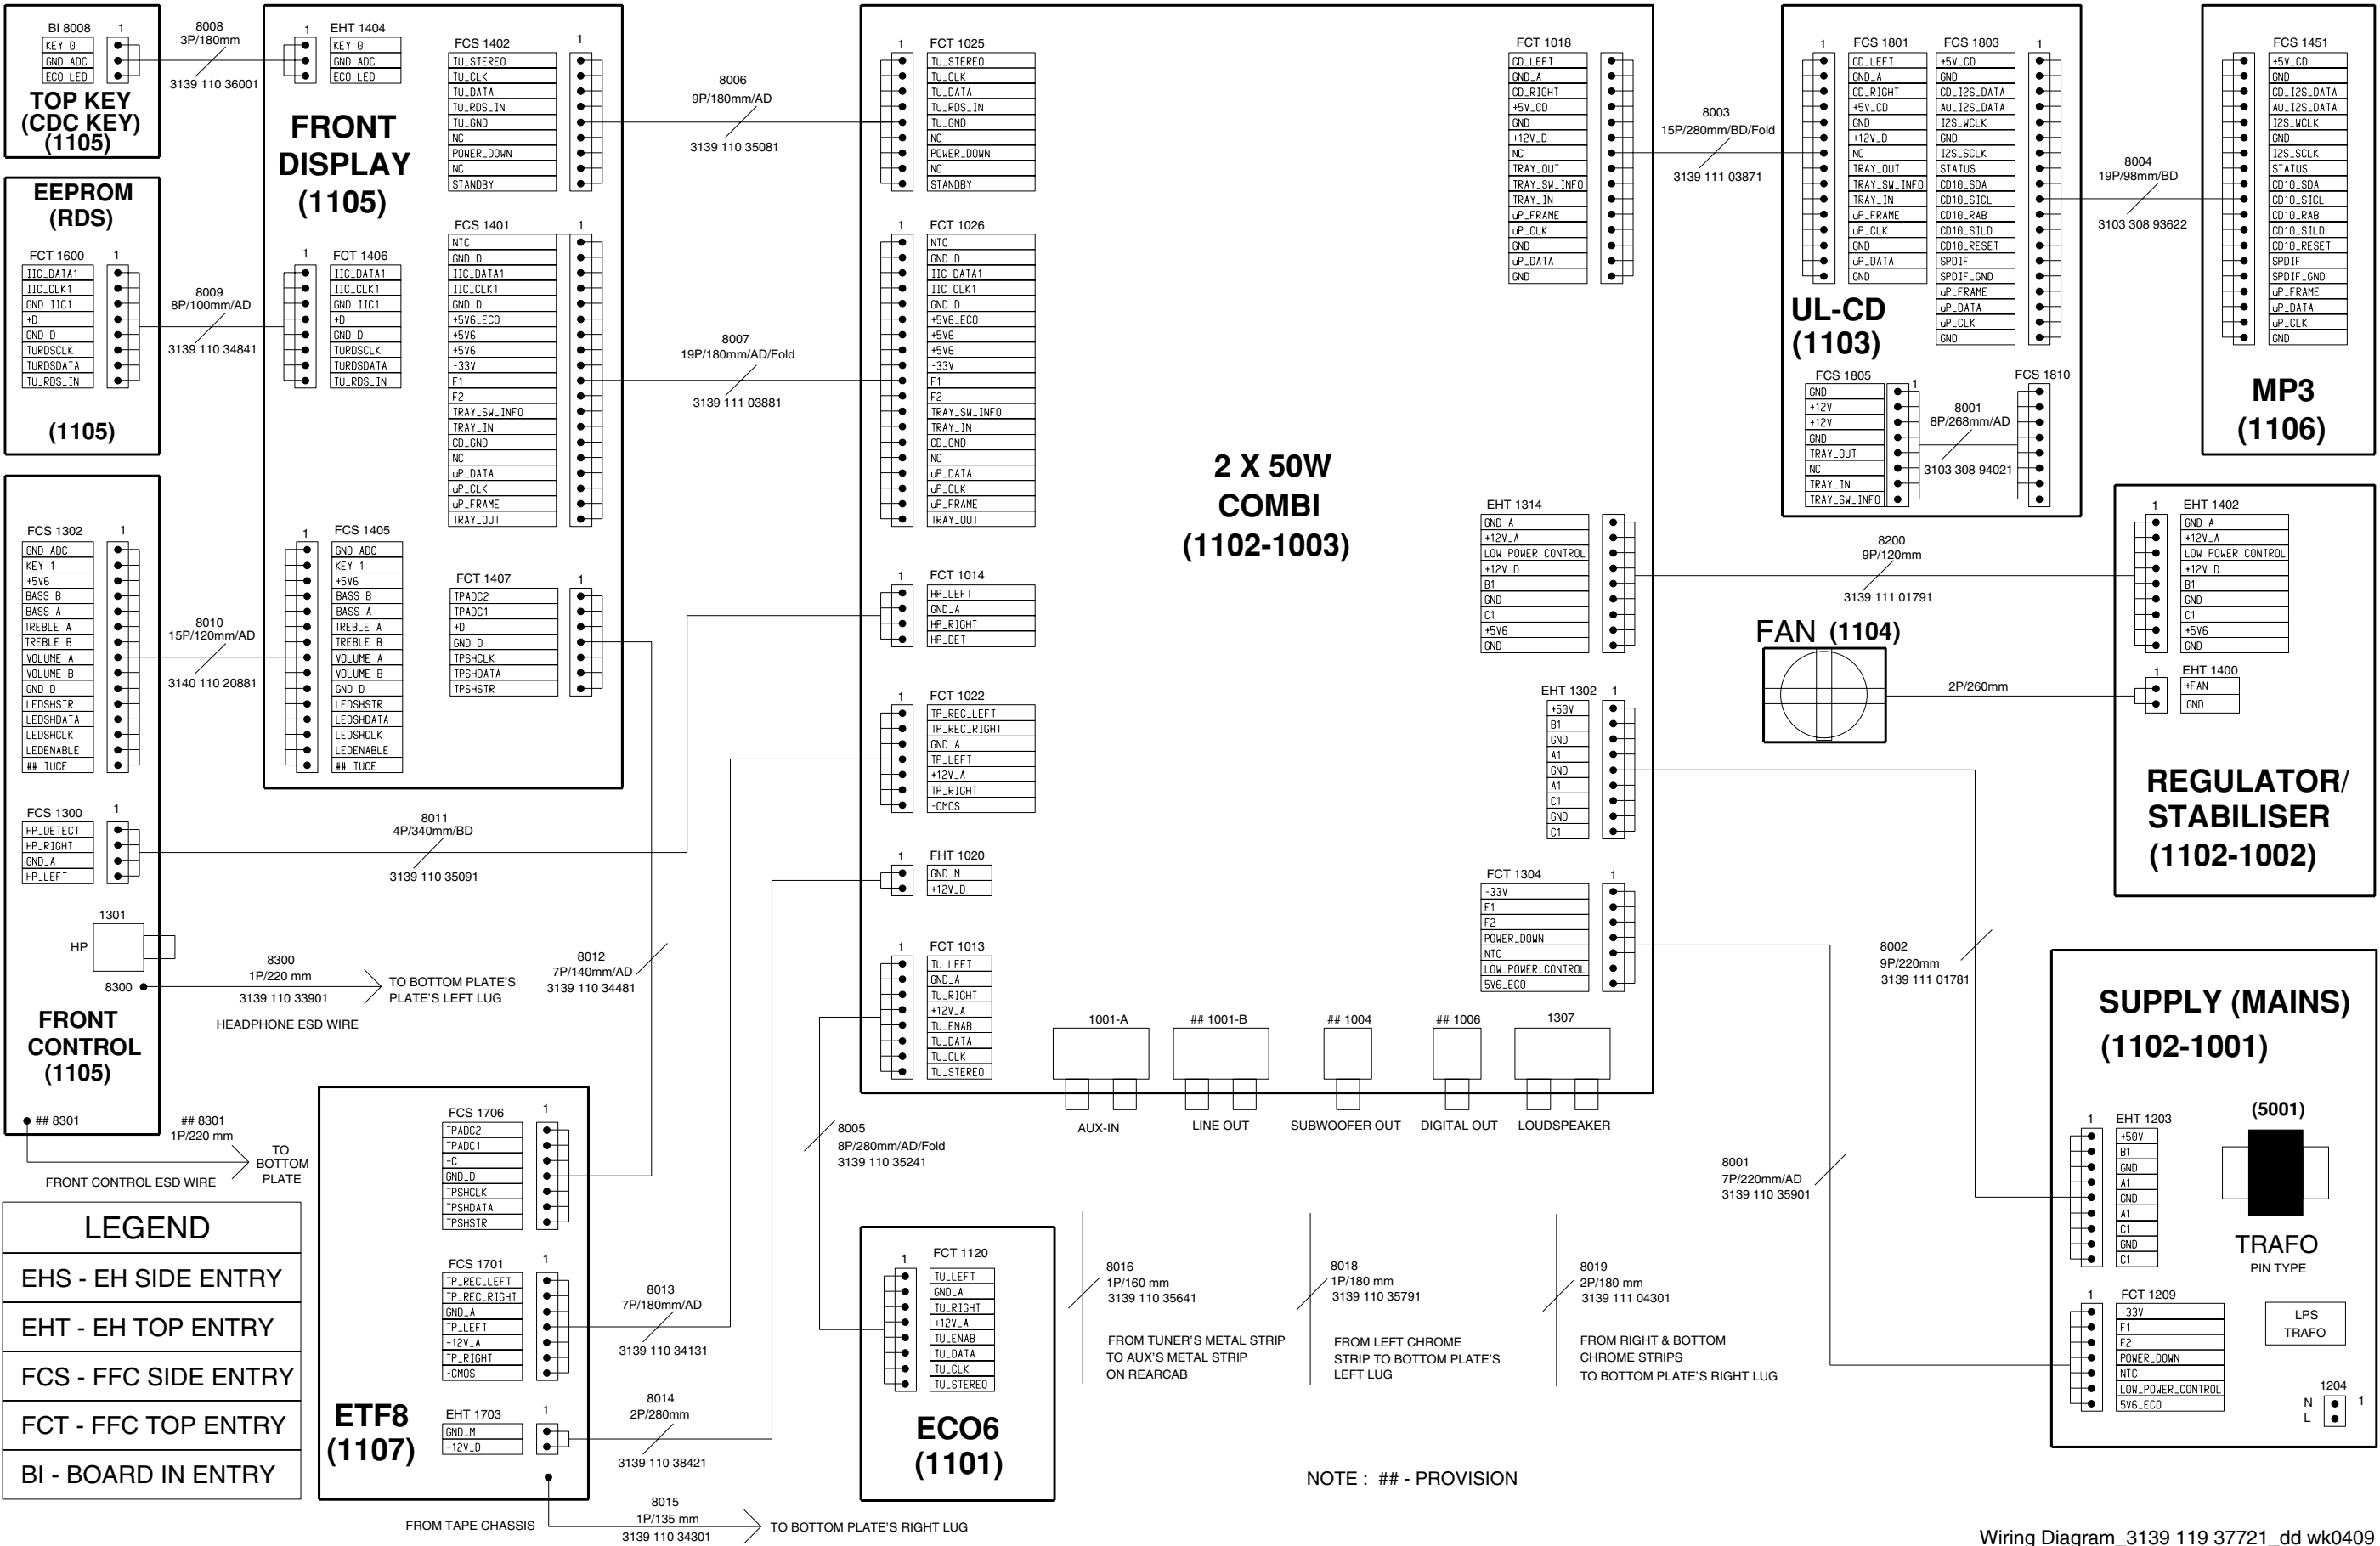 BI 8008
1
KEY 0
GND ADC
ECO LED
TOP KEY
(CDC KEY)
(1105)
8008
3P/180mm
3139 110 36001
EEPROM
(RDS)
FCT 1600
1
IIC_DATA1
IIC_CLK1
GND IIC1
+D
GND D
TURDSCLK
TURDSDATA
TU_RDS_IN
(1105)
8009
8P/100mm/AD
3139 110 34841
FCS 1302
1
GND ADC
KEY 1
+5V6
BASS B
BASS A
TREBLE A
TREBLE B
VOLUME A
VOLUME B
GND D
LEDSHSTR
LEDSHDATA
LEDSHCLK
LEDENABLE
## TUCE
8010
15P/120mm/AD
3140 110 20881
FCS 1300
1
HP_DETECT
HP_RIGHT
GND_A
HP_LEFT
1301
HP
8300
FRONT
CONTROL
(1105)
## 8301
8300
1P/220 mm
3139 110 33901
HEADPHONE ESD WIRE
TO BOTTOM PLATE'S
PLATE'S LEFT LUG
## 8301
1P/220 mm
TO
BOTTOM
PLATE
FRONT CONTROL ESD WIRE
1
EHT 1404
KEY 0
GND ADC
ECO LED
FRONT
DISPLAY
(1105)
1
FCT 1406
IIC_DATA1
IIC_CLK1
GND IIC1
+D
GND D
TURDSCLK
TURDSDATA
TU_RDS_IN
1
FCS 1405
GND ADC
KEY 1
+5V6
BASS B
BASS A
TREBLE A
TREBLE B
VOLUME A
VOLUME B
GND D
LEDSHSTR
LEDSHDATA
LEDSHCLK
LEDENABLE
## TUCE
FCS 1402
1
TU_STEREO
TU_CLK
TU_DATA
TU_RDS_IN
TU_GND
NC
POWER_DOWN
NC
STANDBY
FCS 1401
NTC
GND D
IIC_DATA1
IIC_CLK1
GND D
+5V6_ECO
+5V6
+5V6
-33V
F1
F2
TRAY_SW_INFO
TRAY_IN
CD_GND
NC
uP_DATA
uP_CLK
uP_FRAME
TRAY_OUT
FCT 1407
1
TPADC2
TPADC1
+D
GND D
TPSHCLK
TPSHDATA
TPSHSTR
8006
9P/180mm/AD
3139 110 35081
8007
19P/180mm/AD/Fold
3139 111 03881
8011
4P/340mm/BD
3139 110 35091
8012
7P/140mm/AD
3139 110 34481
1
FCT 1025
TU_STEREO
TU_CLK
TU_DATA
TU_RDS_IN
TU_GND
NC
POWER_DOWN
NC
STANDBY
1
FCT 1026
NTC
GND D
IIC DATA1
IIC CLK1
GND D
+5V6_ECO
+5V6
+5V6
-33V
F1
F2
TRAY_SW_INFO
TRAY_IN
CD_GND
NC
uP_DATA
uP_CLK
uP_FRAME
TRAY_OUT
1
FCT 1014
HP_LEFT
GND_A
HP_RIGHT
HP_DET
1
FCT 1022
TP_REC_LEFT
TP_REC_RIGHT
GND_A
TP_LEFT
+12V_A
TP_RIGHT
-CMOS
1
FHT 1020
GND_M
+12V_D
1
FCT 1013
TU_LEFT
GND_A
TU_RIGHT
+12V_A
TU_ENAB
TU_DATA
TU_CLK
TU_STEREO
2 X 50W
COMBI
(1102-1003)
FCT 1018
CD_LEFT
GND_A
CD_RIGHT
+5V_CD
GND
+12V_D
NC
TRAY_OUT
TRAY_SW_INFO
TRAY_IN
uP_FRAME
uP_CLK
GND
uP_DATA
GND
EHT 1314
GND A
+12V_A
LOW POWER CONTROL
+12V_D
B1
GND
C1
+5V6
GND
EHT 1302
1
+50V
B1
GND
A1
GND
A1
C1
GND
C1
FCT 1304
1
-33V
F1
F2
POWER_DOWN
NTC
LOW_POWER_CONTROL
5V6_ECO
1001-A
## 1001-B
## 1004
## 1006
1307
AUX-IN
LINE OUT
SUBWOOFER OUT
DIGITAL OUT
LOUDSPEAKER
8003
15P/280mm/BD/Fold
3139 111 03871
1
FCS 1801
CD_LEFT
GND_A
CD_RIGHT
+5V_CD
GND
+12V_D
NC
TRAY_OUT
TRAY_SW_INFO
TRAY_IN
uP_FRAME
uP_CLK
GND
uP_DATA
GND
FCS 1803
1
+5V_CD
GND
CD_I2S_DATA
AU_I2S_DATA
I2S_WCLK
GND
I2S_SCLK
STATUS
CD10_SDA
CD10_SICL
CD10_RAB
CD10_SILD
CD10_RESET
SPDIF
SPDIF_GND
uP_FRAME
uP_DATA
uP_CLK
GND
UL-CD
(1103)
FCS 1805
1
GND
+12V
+12V
GND
TRAY_OUT
NC
TRAY_IN
TRAY_SW_INFO
8001
8P/268mm/AD
3103 308 94021
FCS 1810
8004
19P/98mm/BD
3103 308 93622
FCS 1451
+5V_CD
GND
CD_I2S_DATA
AU_I2S_DATA
I2S_WCLK
GND
I2S_SCLK
STATUS
CD10_SDA
CD10_SICL
CD10_RAB
CD10_SILD
CD10_RESET
SPDIF
SPDIF_GND
uP_FRAME
uP_DATA
uP_CLK
GND
MP3
(1106)
8200
9P/120mm
3139 111 01791
FAN (1104)
2P/260mm
1
EHT 1402
GND A
+12V_A
LOW POWER CONTROL
+12V_D
B1
GND
C1
+5V6
GND
1
EHT 1400
+FAN
GND
REGULATOR/
STABILISER
(1102-1002)
8002
9P/220mm
3139 111 01781
SUPPLY (MAINS)
(1102-1001)
1
EHT 1203
+50V
B1
GND
A1
GND
A1
C1
GND
C1
(5001)
TRAFO
PIN TYPE
1
FCT 1209
-33V
F1
F2
POWER_DOWN
NTC
LOW_POWER_CONTROL
5V6_ECO
LPS
TRAFO
1204
N
L
1
8001
7P/220mm/AD
3139 110 35901
LEGEND
EHS - EH SIDE ENTRY
EHT - EH TOP ENTRY
FCS - FFC SIDE ENTRY
FCT - FFC TOP ENTRY
BI - BOARD IN ENTRY
FCS 1706
1
TPADC2
TPADC1
+C
GND_D
TPSHCLK
TPSHDATA
TPSHSTR
FCS 1701
1
TP_REC_LEFT
TP_REC_RIGHT
GND_A
TP_LEFT
+12V_A
TP_RIGHT
-CMOS
EHT 1703
1
GND_M
+12V_D
ETF8
(1107)
8013
7P/180mm/AD
3139 110 34131
8014
2P/280mm
3139 110 38421
FROM TAPE CHASSIS
8015
1P/135 mm
3139 110 34301
TO BOTTOM PLATE'S RIGHT LUG
8005
8P/280mm/AD/Fold
3139 110 35241
1
FCT 1120
TU_LEFT
GND_A
TU_RIGHT
+12V_A
TU_ENAB
TU_DATA
TU_CLK
TU_STEREO
ECO6
(1101)
8016
1P/160 mm
3139 110 35641
FROM TUNER'S METAL STRIP
TO AUX'S METAL STRIP
ON REARCAB
8018
1P/180 mm
3139 110 35791
FROM LEFT CHROME
STRIP TO BOTTOM PLATE'S
LEFT LUG
8019
2P/180 mm
3139 111 04301
FROM RIGHT & BOTTOM
CHROME STRIPS
TO BOTTOM PLATE'S RIGHT LUG
NOTE : ## - PROVISION
Wiring Diagram_3139 119 37721_dd wk0409